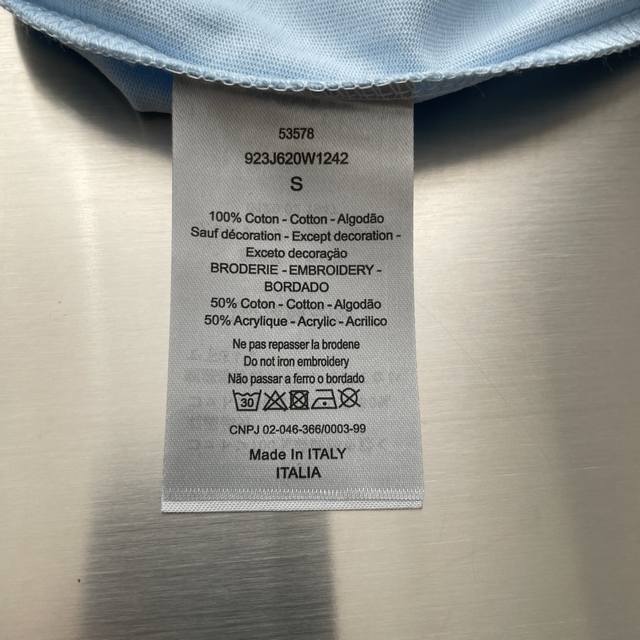 53578
923J620W1242
S
100% Coton - Cotton - Algodão
Sauf décoration - Except decoration -
Exceto decoração
BRODERIE - EMBROIDERY -
BORDADO
50% Coton - Cotton - Algodão
50% Acrylique - Acrylic - Acrilico
Ne pas repasser la brodene
Do not iron embroidery
Não passar a ferro o bordado
30
CNPJ 02-046-366/0003-99
Made In ITALY
ITALIA